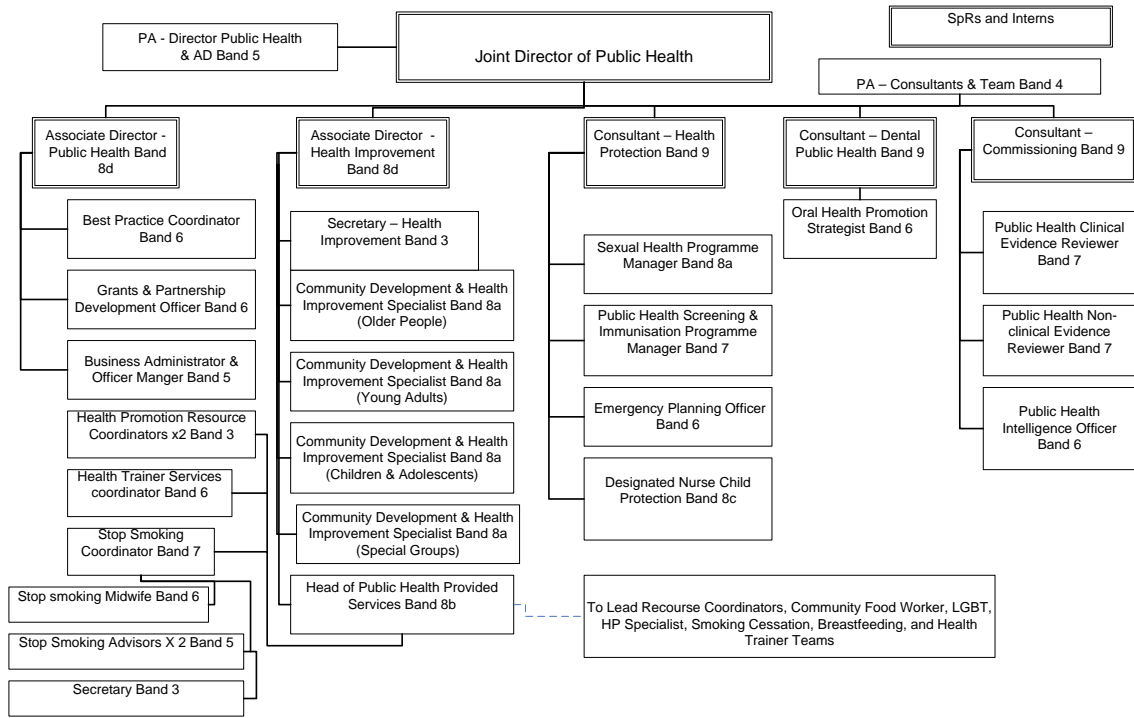 PA - Director Public Health
& AD Band 5
Joint Director of Public Health
SpRs and Interns
PA – Consultants & Team Band 4
Associate Director -
Public Health Band
8d
Associate Director -
Health Improvement
Band 8d
Consultant – Health
Protection Band 9
Consultant – Dental
Public Health Band 9
Consultant –
Commissioning Band 9
Best Practice Coordinator
Band 6
Grants & Partnership
Development Officer Band 6
Business Administrator &
Officer Manger Band 5
Health Promotion Resource
Coordinators x2 Band 3
Health Trainer Services
coordinator Band 6
Stop Smoking
Coordinator Band 7
Stop smoking Midwife Band 6
Stop Smoking Advisors X 2 Band 5
Secretary Band 3
Secretary – Health
Improvement Band 3
Community Development & Health
Improvement Specialist Band 8a
(Older People)
Community Development & Health
Improvement Specialist Band 8a
(Young Adults)
Community Development & Health
Improvement Specialist Band 8a
(Children & Adolescents)
Community Development & Health
Improvement Specialist Band 8a
(Special Groups)
Head of Public Health Provided
Services Band 8b
To Lead Recourse Coordinators, Community Food Worker, LGBT,
HP Specialist, Smoking Cessation, Breastfeeding, and Health
Trainer Teams
Sexual Health Programme
Manager Band 8a
Public Health Screening &
Immunisation Programme
Manager Band 7
Emergency Planning Officer
Band 6
Designated Nurse Child
Protection Band 8c
Oral Health Promotion
Strategist Band 6
Public Health Clinical
Evidence Reviewer
Band 7
Public Health Non-
clinical Evidence
Reviewer Band 7
Public Health
Intelligence Officer
Band 6